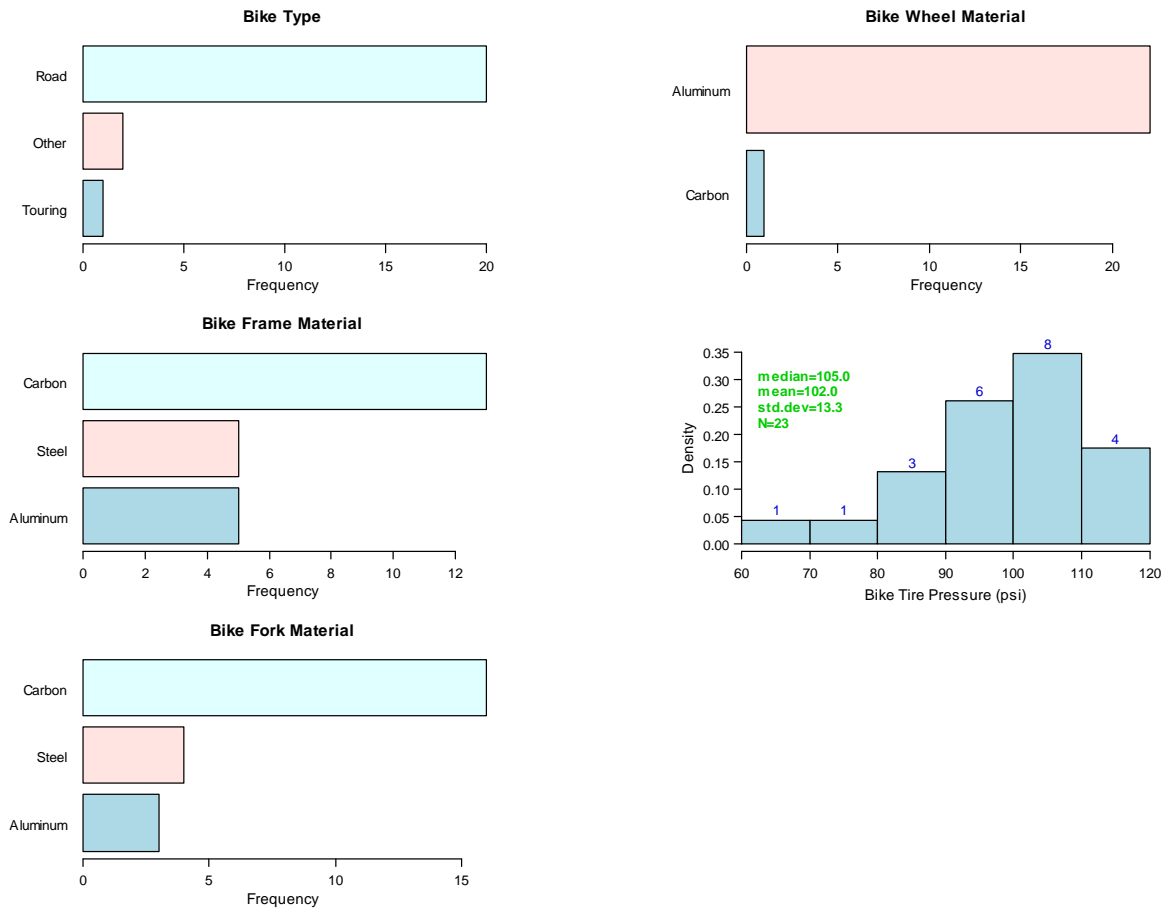 Bike Type
Road
Other
Touring
0 5 10 15 20
Frequency
Bike Wheel Material
Aluminum
Carbon
0 5 10 15 20
Frequency
Bike Frame Material
Carbon
Steel
Aluminum
0 2 4 6 8 10 12
Frequency
median=105.0
mean=102.0
std.dev=13.3
N=23
Density
0.35
0.30
0.25
0.20
0.15
0.10
0.05
0.00
1 1 3 6 8 4
60 70 80 90 100 110 120
Bike Tire Pressure (psi)
Bike Fork Material
Carbon
Steel
Aluminum
0 5 10 15
Frequency